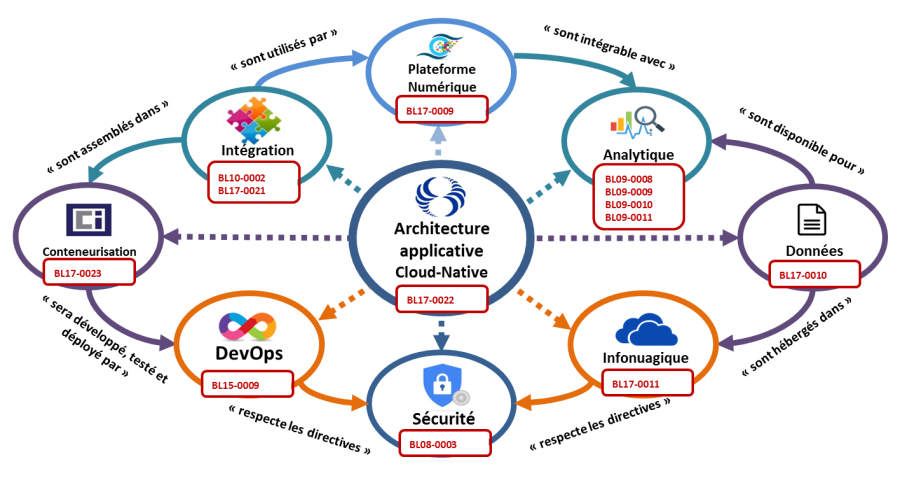 « sont utilisés par »
Plateforme
Numérique
BL17-0009
« sont intégrable avec »
« sont assemblés dans »
Intégration
BL10-0002
BL17-0021
Analytique
BL09-0008
BL09-0009
BL09-0010
BL09-0011
« sont disponible pour »
Ci
Conteneurisation
BL17-0023
Architecture
applicative
Cloud-Native
BL17-0022
Données
BL17-0010
« sera développé, testé et
déployé par »
DevOps
BL15-0009
Infonuagique
BL17-0011
« sont hébergés dans »
« respecte les directives »
Sécurité
BL08-0003
« respecte les directives »